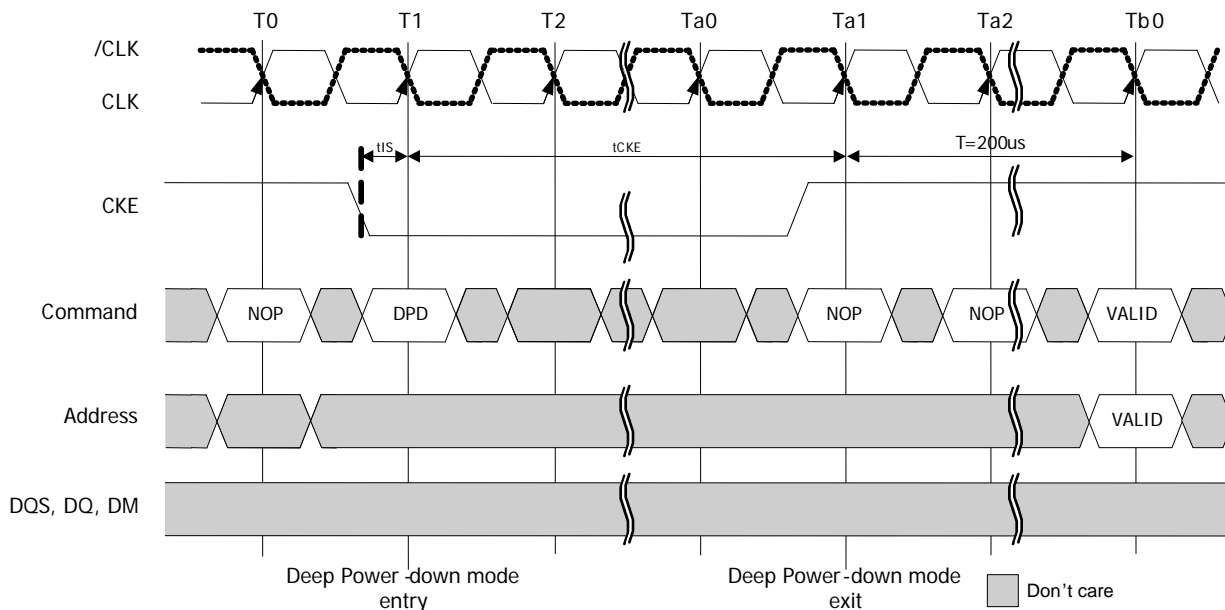 T0 T1 T2 Ta0 Ta1 Ta2 Tb0
/CLK
CLK
tIS tCKE T=200us
CKE
Command NOP DPD NOP NOP VALID
Address VALID
DQS, DQ, DM
Deep Power -down mode
entry
Deep Power-down mode
exit
Don't care